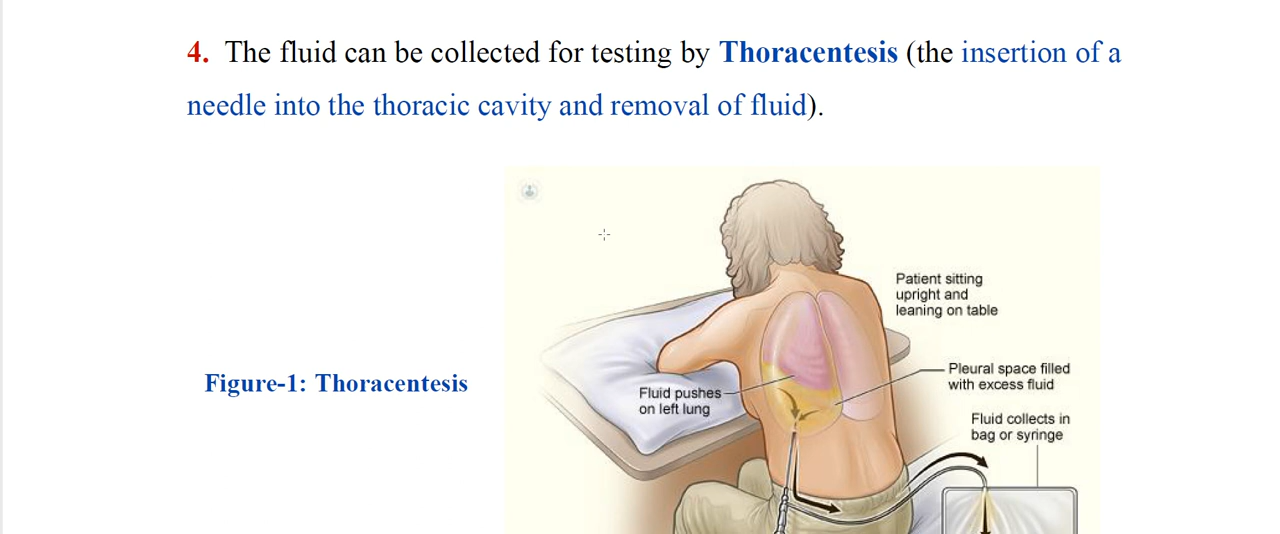 4. The fluid can be collected for testing by Thoracentesis (the insertion of a
needle into the thoracic cavity and removal of fluid).
Patient sitting
upright and
leaning on table
Figure-1: Thoracentesis
Pleural space filled
with excess fluid
Fluid pushes
on left lung
Fluid collects in
bag or syringe